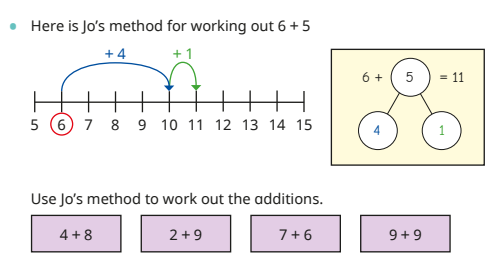 Here is Jo's method for working out 6 + 5
+ 4 + 1
5 6 7 8 9 10 11 12 13 14 15
6 + 5 = 11
4 1
Use Jo's method to work out the additions.
4 + 8 2 + 9 7 + 6 9 + 9